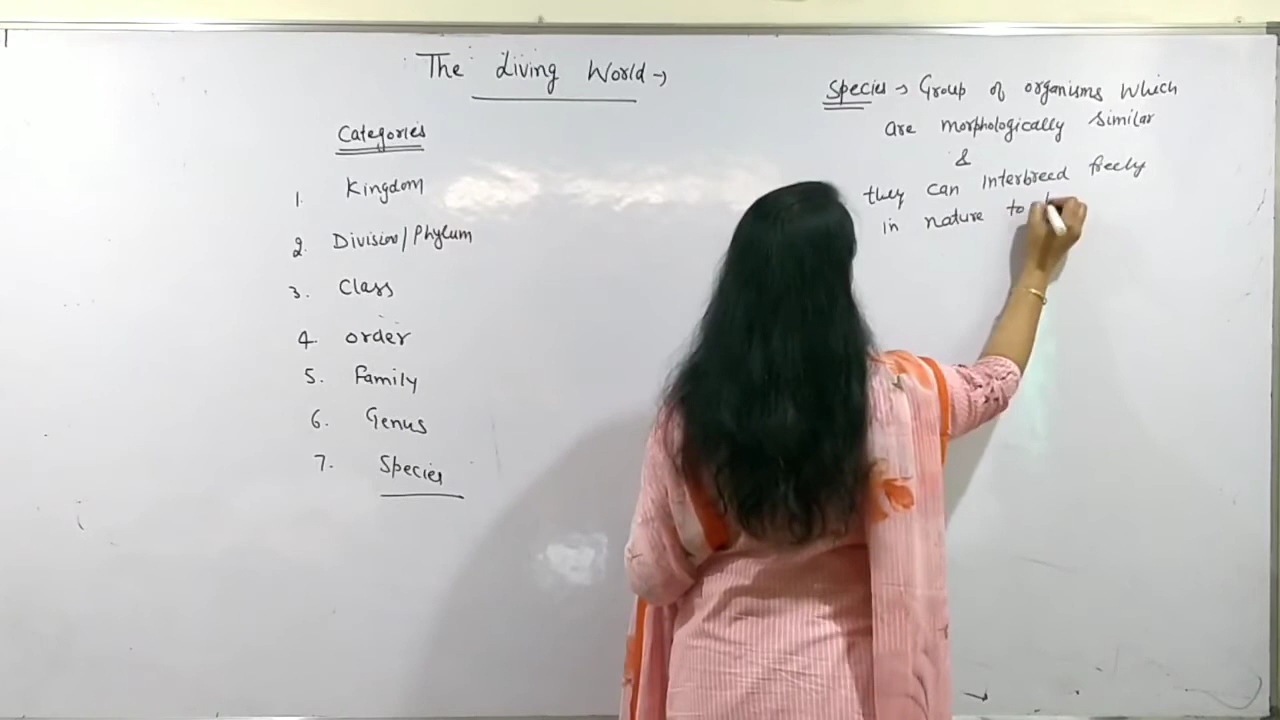 The Living World →
Categories
1. Kingdom
2. Division/Phylum
3. Class
4. order
5. Family
6. Genus
7. Species
Species → Group of organisms which
are morphologically similar
&
they can interbreed freely
in nature to